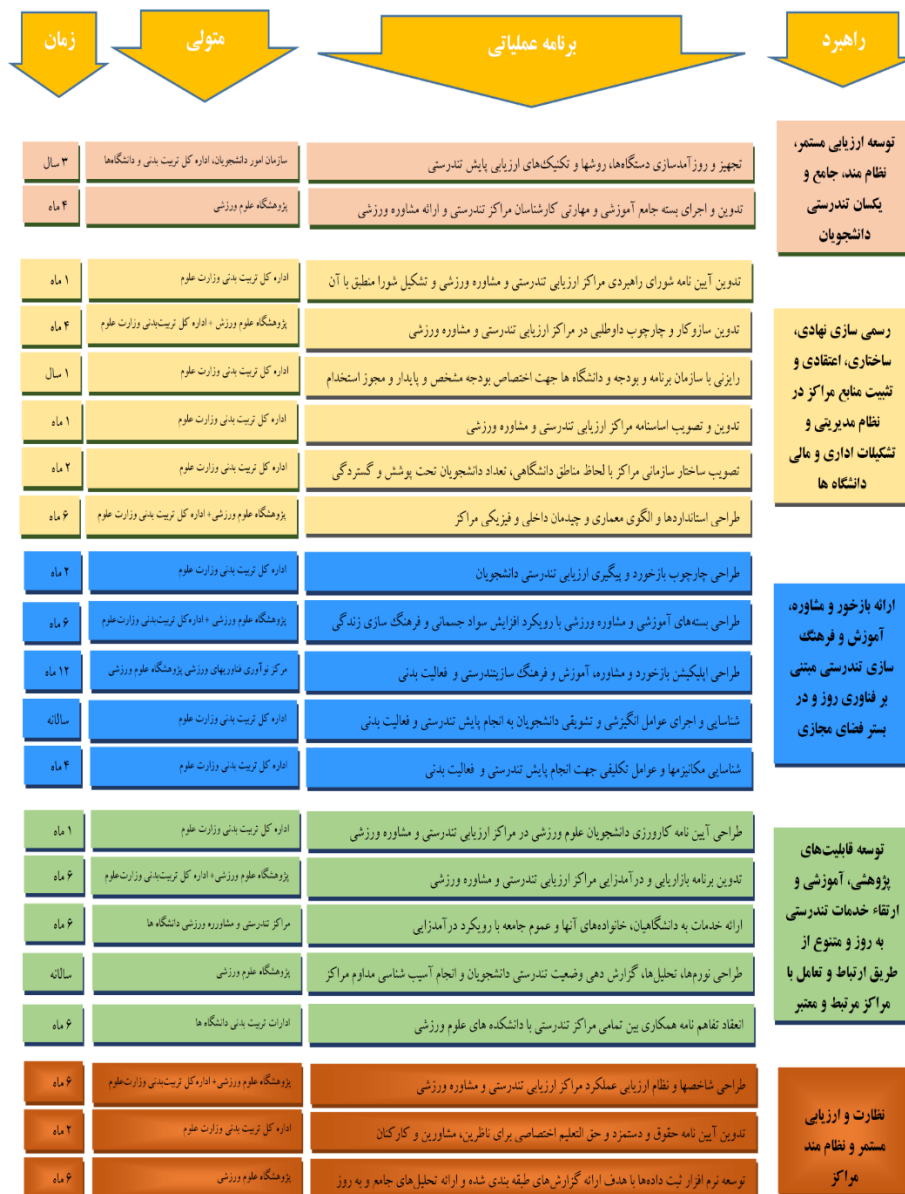 راهبرد
برنامه عملیاتی
متولی
زمان
توسعه ارزیابی مستمر،
نظام مند، جامع و
یکسان تندرستی
دانشجویان
تجهیز و روزآمدسازی دستگاه‌ها، روشها و تکنیک‌های ارزیابی پایش تندرستی
سازمان امور دانشجویان، اداره کل تربیت بدنی و دانشگاه‌ها
۳ سال
تدوین و اجرای بسته جامع آموزشی و مهارتی کارشناسان مراکز تندرستی و ارائه مشاوره ورزشی
پژوهشگاه علوم ورزشی
۴ ماه
رسمی سازی نهادی،
ساختاری، اعتقادی و
تثبیت منابع مراکز در
نظام مدیریتی و
تشکیلات اداری و مالی
دانشگاه ها
تدوین آیین نامه شورای راهبردی مراکز ارزیابی تندرستی و مشاوره ورزشی و تشکیل شورا منطبق با آن
اداره کل تربیت بدنی وزارت علوم
۱ ماه
تدوین سازوکار و چارچوب داوطلبی در مراکز ارزیابی تندرستی و مشاوره ورزشی
پژوهشگاه علوم ورزش + اداره کل تربیت‌بدنی وزارت علوم
۴ ماه
رایزنی با سازمان برنامه و بودجه و دانشگاه ها جهت اختصاص بودجه مشخص و پایدار و مجوز استخدام
اداره کل تربیت بدنی وزارت علوم
۱ سال
تدوین و تصویب اساسنامه مراکز ارزیابی تندرستی و مشاوره ورزشی
اداره کل تربیت بدنی وزارت علوم
۱ ماه
تصویب ساختار سازمانی مراکز با لحاظ مناطق دانشگاهی، تعداد دانشجویان تحت پوشش و گستردگی
اداره کل تربیت بدنی وزارت علوم
۲ ماه
طراحی استانداردها و الگوی معماری و چیدمان داخلی و فیزیکی مراکز
پژوهشگاه علوم ورزشی+ اداره کل تربیت بدنی وزارت علوم
۶ ماه
ارائه بازخور و مشاوره،
آموزش و فرهنگ
سازی تندرستی مبتنی
بر فناوری روز و در
بستر فضای مجازی
طراحی چارچوب بازخورد و پیگیری ارزیابی تندرستی دانشجویان
اداره کل تربیت بدنی وزارت علوم
۲ ماه
طراحی بسته‌های آموزشی و مشاوره ورزشی با رویکرد افزایش سواد جسمانی و فرهنگ سازی زندگی
پژوهشگاه علوم ورزشی +اداره‌کل تربیت‌بدنی وزارت‌علوم
۶ ماه
طراحی اپلیکیشن بازخورد و مشاوره، آموزش و فرهنگ سازیتندرستی و فعالیت بدنی
مرکز نوآوری فناوریهای ورزشی پژوهشگاه علوم ورزشی
۱۲ ماه
شناسایی و اجرای عوامل انگیزشی و تشویقی دانشجویان به انجام پایش تندرستی و فعالیت بدنی
اداره کل تربیت بدنی وزارت علوم
سالانه
شناسایی مکانیزمها و عوامل تکلیفی جهت انجام پایش تندرستی و فعالیت بدنی
اداره کل تربیت بدنی وزارت علوم
۴ ماه
توسعه قابلیت‌های
پژوهشی، آموزشی و
ارتقاء خدمات تندرستی
به روز و متنوع از
طریق ارتباط و تعامل با
مراکز مرتبط و معتبر
طراحی آیین نامه کارورزی دانشجویان علوم ورزشی در مراکز ارزیابی تندرستی و مشاوره ورزشی
اداره کل تربیت بدنی وزارت علوم
۱ ماه
تدوین برنامه بازاریابی و درآمدزایی مراکز ارزیابی تندرستی و مشاوره ورزشی
پژوهشگاه علوم ورزشی+ اداره کل تربیت‌بدنی وزارت‌علوم
۶ ماه
ارائه خدمات به دانشگاهیان، خانواده‌های آنها و عموم جامعه با رویکرد درآمدزایی
مراکز تندرستی و مشاورره ورزشی دانشگاه ها
۶ ماه
طراحی نورم‌ها، تحلیل‌ها، گزارش دهی وضعیت تندرستی دانشجویان و انجام آسیب شناسی مداوم مراکز
پژوهشگاه علوم ورزشی
سالانه
انعقاد تفاهم نامه همکاری بین تمامی مراکز تندرستی با دانشکده های علوم ورزشی
ادارات تربیت بدنی دانشگاه ها
۶ ماه
نظارت و ارزیابی
مستمر و نظام مند
مراکز
طراحی شاخصها و نظام ارزیابی عملکرد مراکز ارزیابی تندرستی و مشاوره ورزشی
پژوهشگاه علوم ورزشی+ اداره‌کل تربیت‌بدنی وزارت‌علوم
۶ ماه
تدوین آیین نامه حقوق و دستمزد و حق التعلیم اختصاصی برای ناظرین، مشاورین و کارکنان
اداره کل تربیت بدنی وزارت علوم
۲ ماه
توسعه نرم افزار ثبت داده‌ها با هدف ارائه گزارش‌های طبقه بندی شده و ارائه تحلیل‌های جامع و به روز
پژوهشگاه علوم ورزشی
۶ ماه